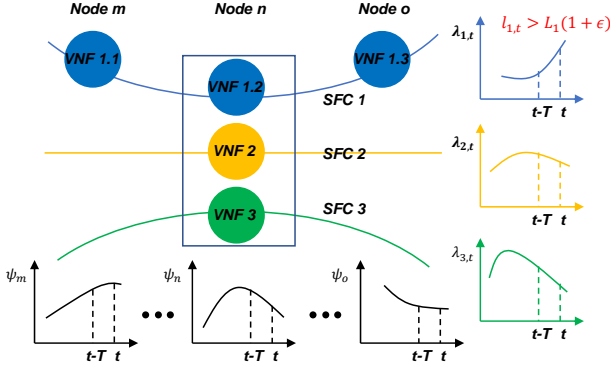 Node m Node n Node o
VNF 1.1
VNF 1.2
VNF 1.3
SFC 1
VNF 2
SFC 2
VNF 3
SFC 3
λ1,t
l1,t > L1(1 + ϵ)
t-T t
λ2,t
t-T t
λ3,t
t-T t
ψm
t-T t
ψn
t-T t
ψo
t-T t